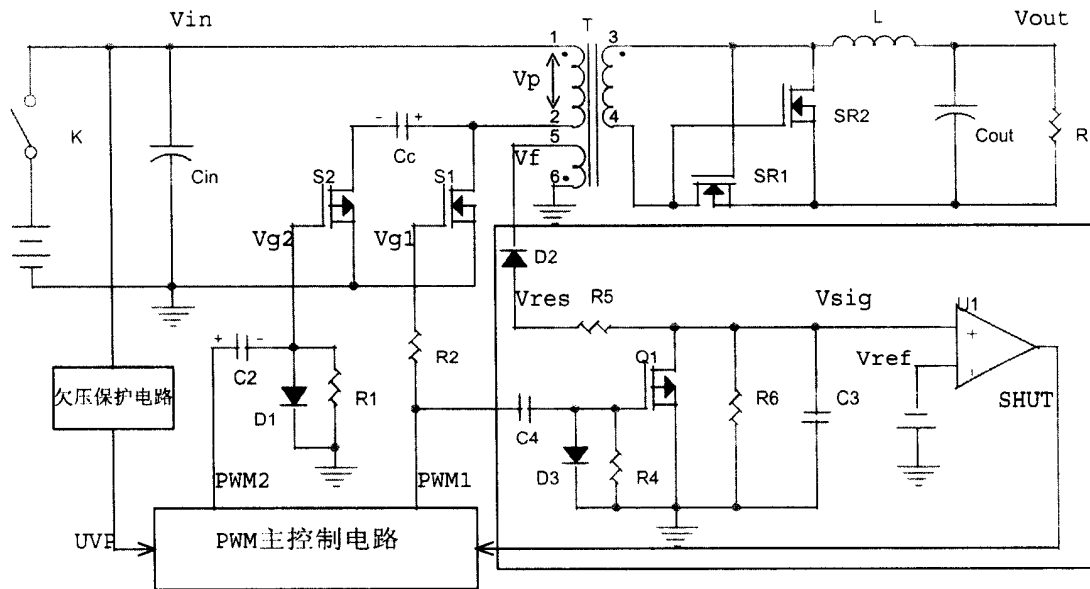 Vin
T
L
Vout
1
3
Vp
K
Cin
-
+
Cc
2
4
5
6
Vf
SR2
SR1
Cout
R
S2
S1
Vg2
Vg1
D2
Vres
R5
Vsig
U1
+
-
C2
R2
Q1
Vref
+
-
欠压保护电路
D1
R1
C4
D3
R4
R6
C3
SHUT
PWM2
PWM1
UVP
PWM主控制电路